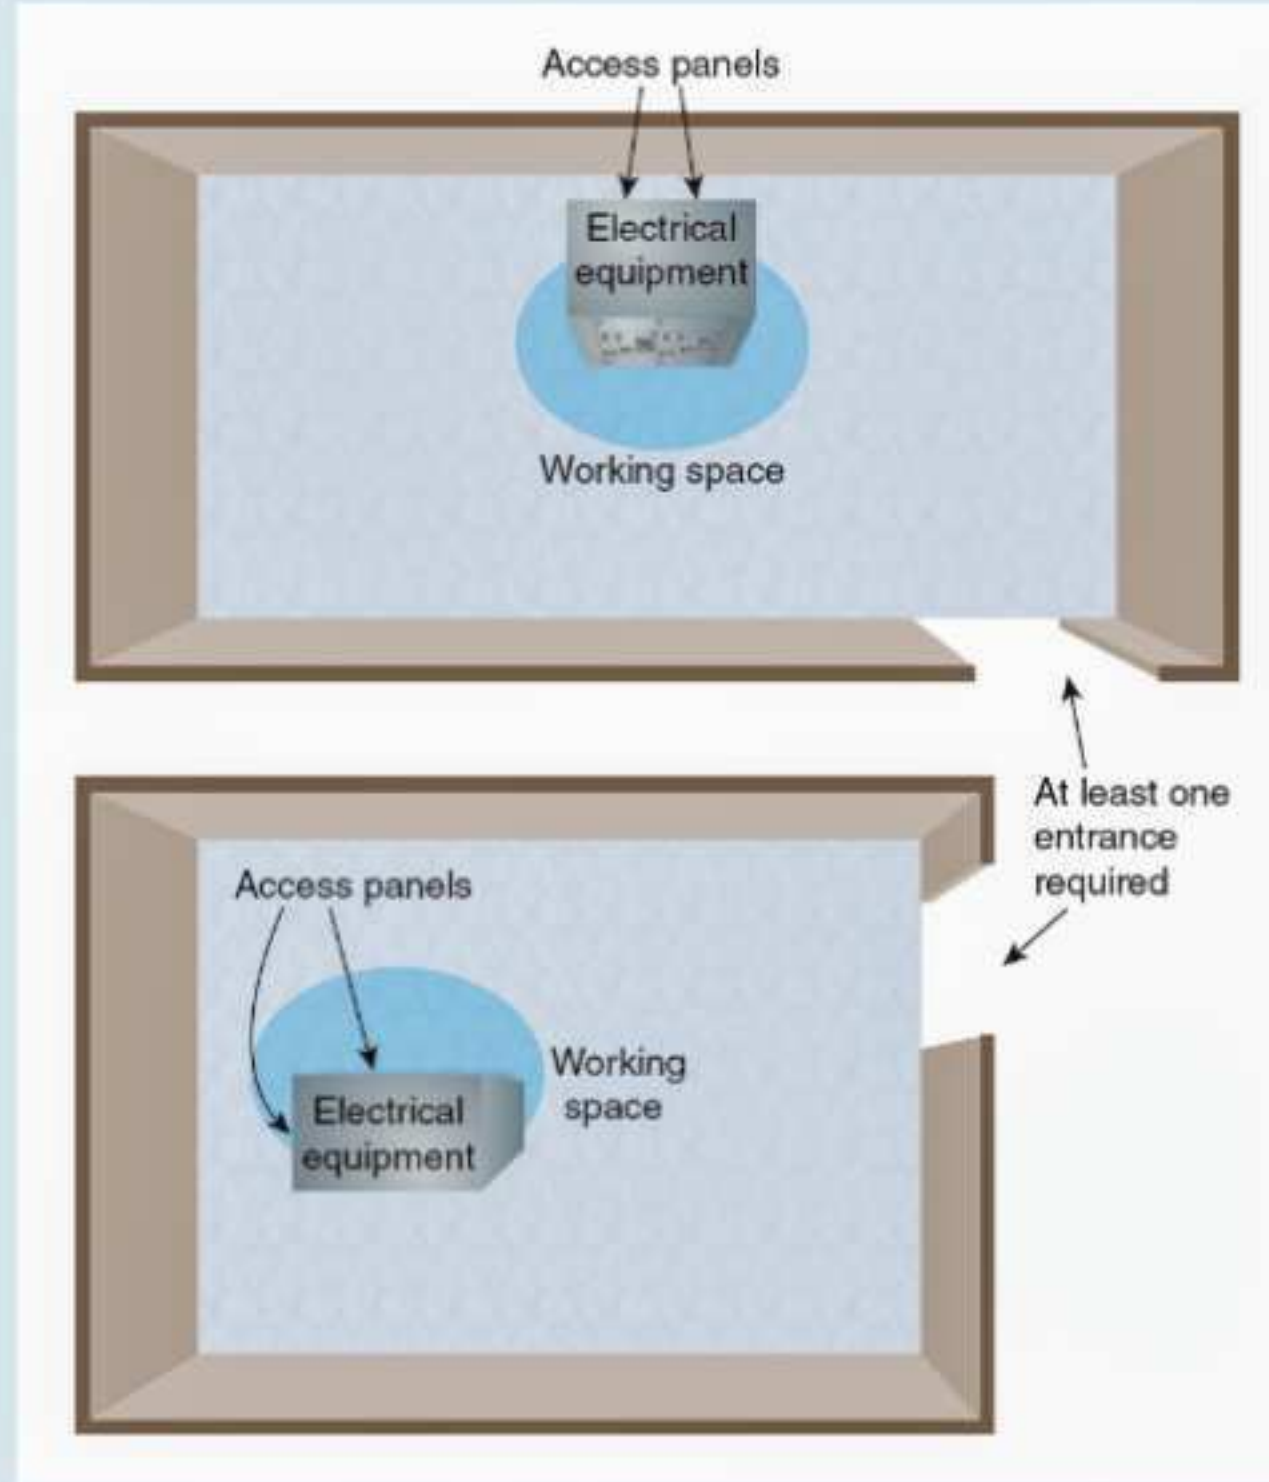 Access panels
Electrical
equipment
Working space
At least one
entrance
required
Access panels
Working
space
Electrical
equipment